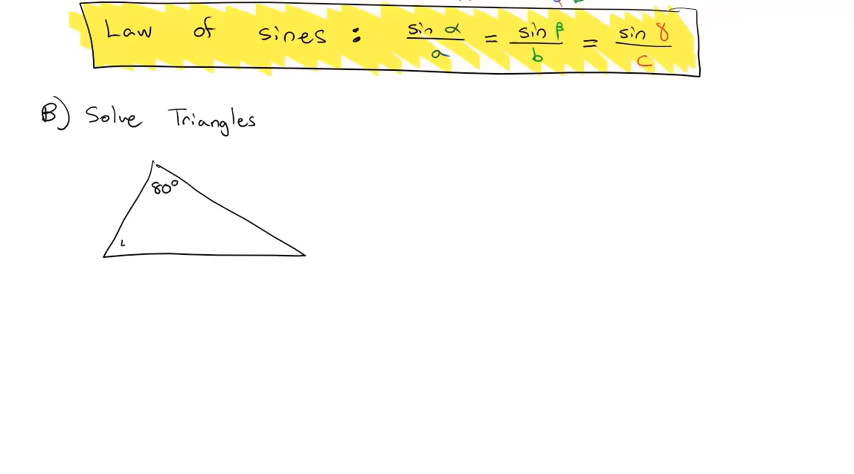 Law of sines : sin α / a = sin β / b = sin γ / c
B) Solve Triangles
80°